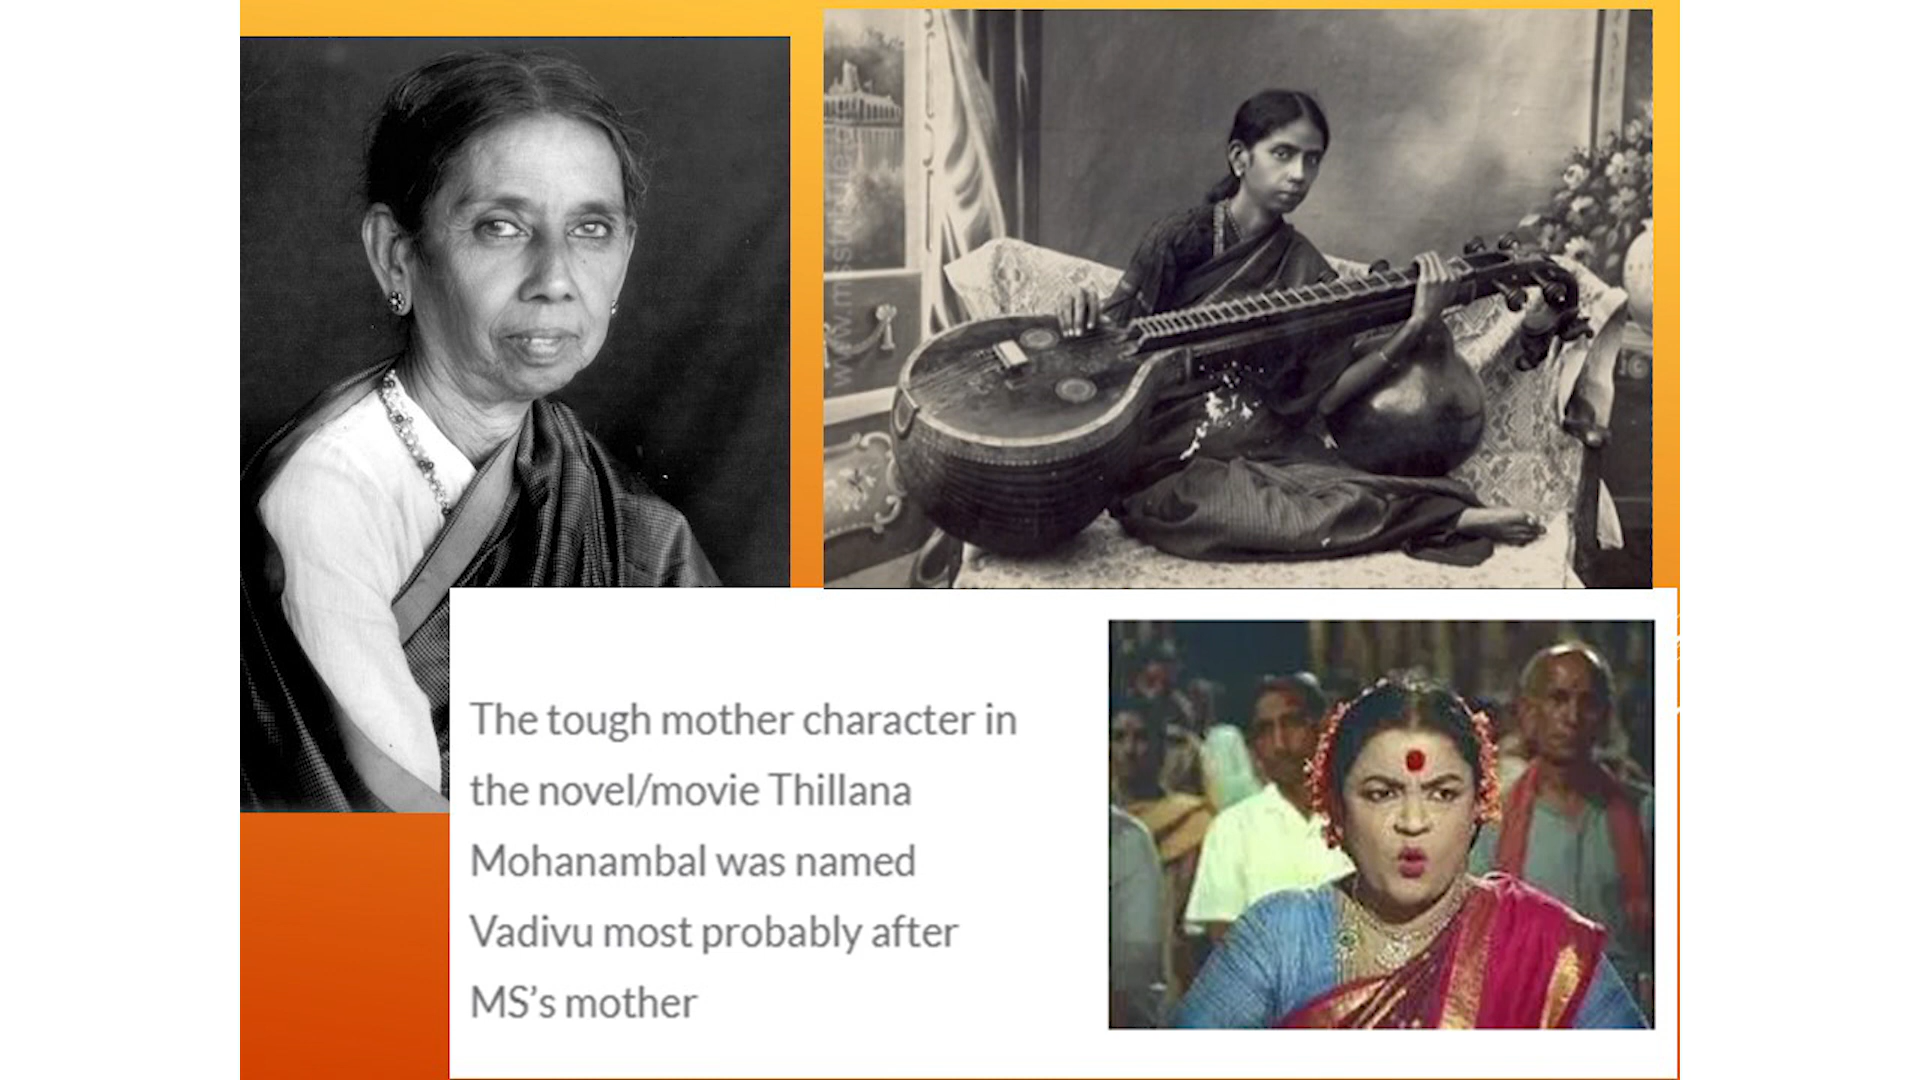 The tough mother character in
the novel/movie Thillana
Mohanambal was named
Vadivu most probably after
MS’s mother